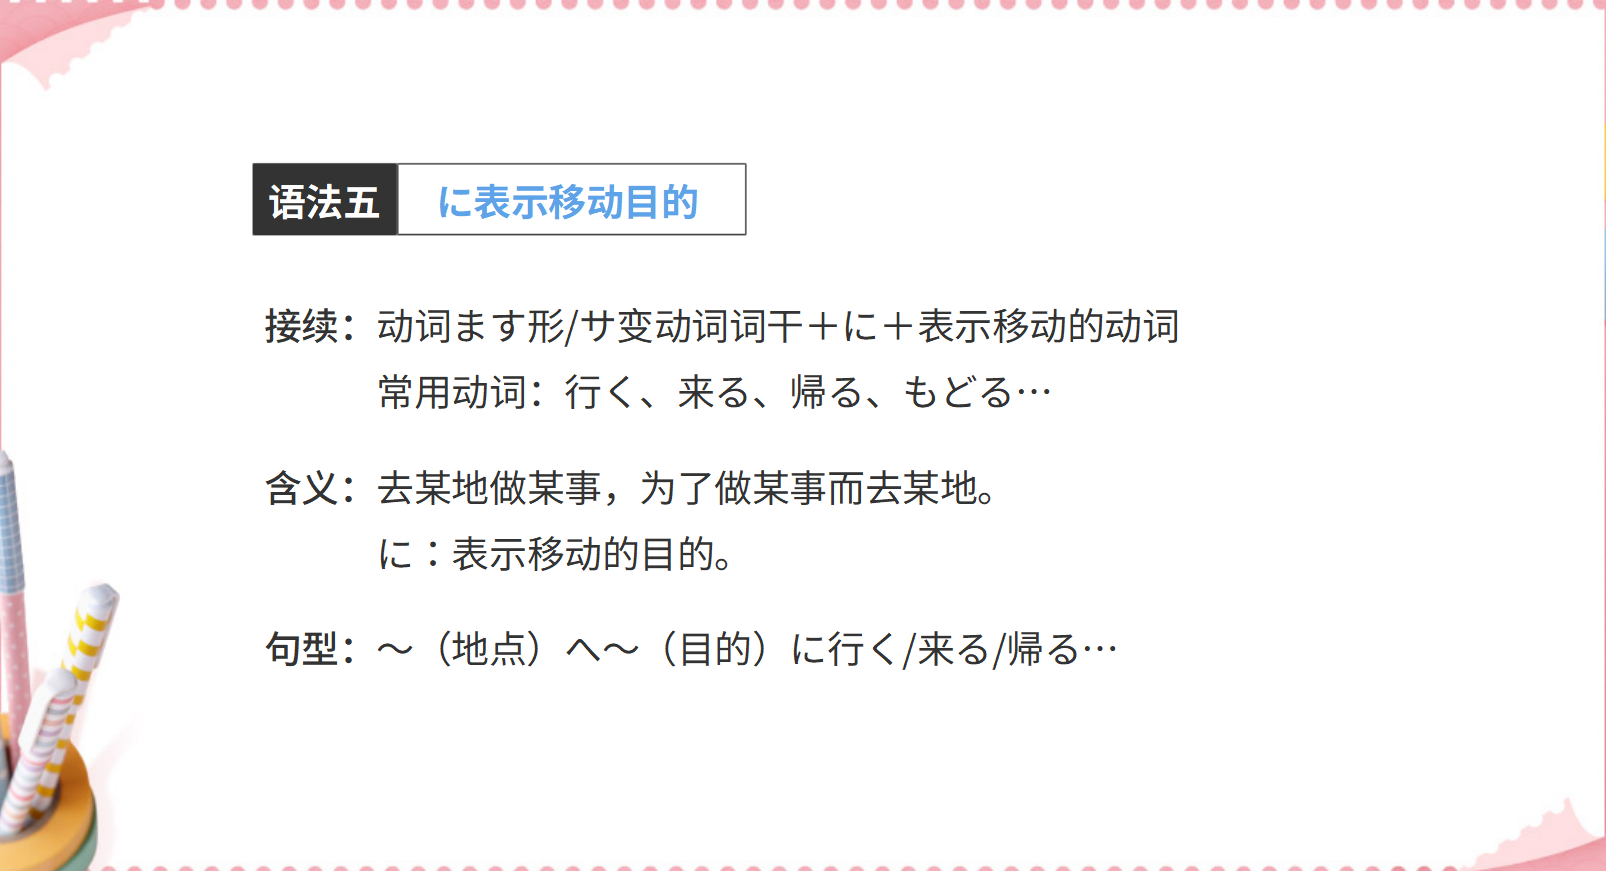 语法五 に表示移动目的
接续：动词ます形/サ变动词词干＋に＋表示移动的动词
常用动词：行く、来る、帰る、もどる…
含义：去某地做某事，为了做某事而去某地。
に：表示移动的目的。
句型：～（地点）へ～（目的）に行く/来る/帰る…